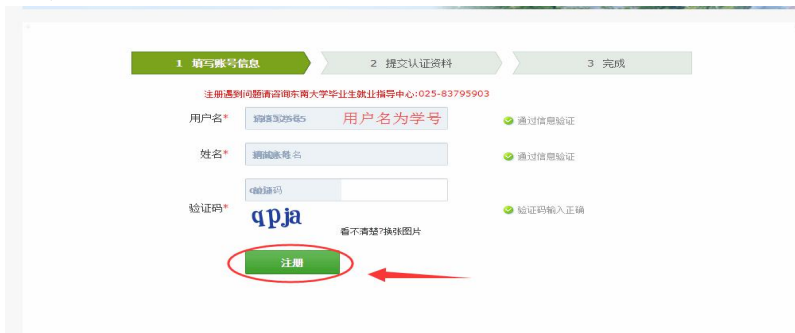 1 填写账号信息
2 提交认证资料
3 完成
注册遇到问题请咨询东南大学毕业生就业指导中心:025-83795903
用户名*
用户名为学号
通过信息验证
姓名*
通过信息验证
验证码*
qpja
看不清楚?换张图片
验证码输入正确
注册